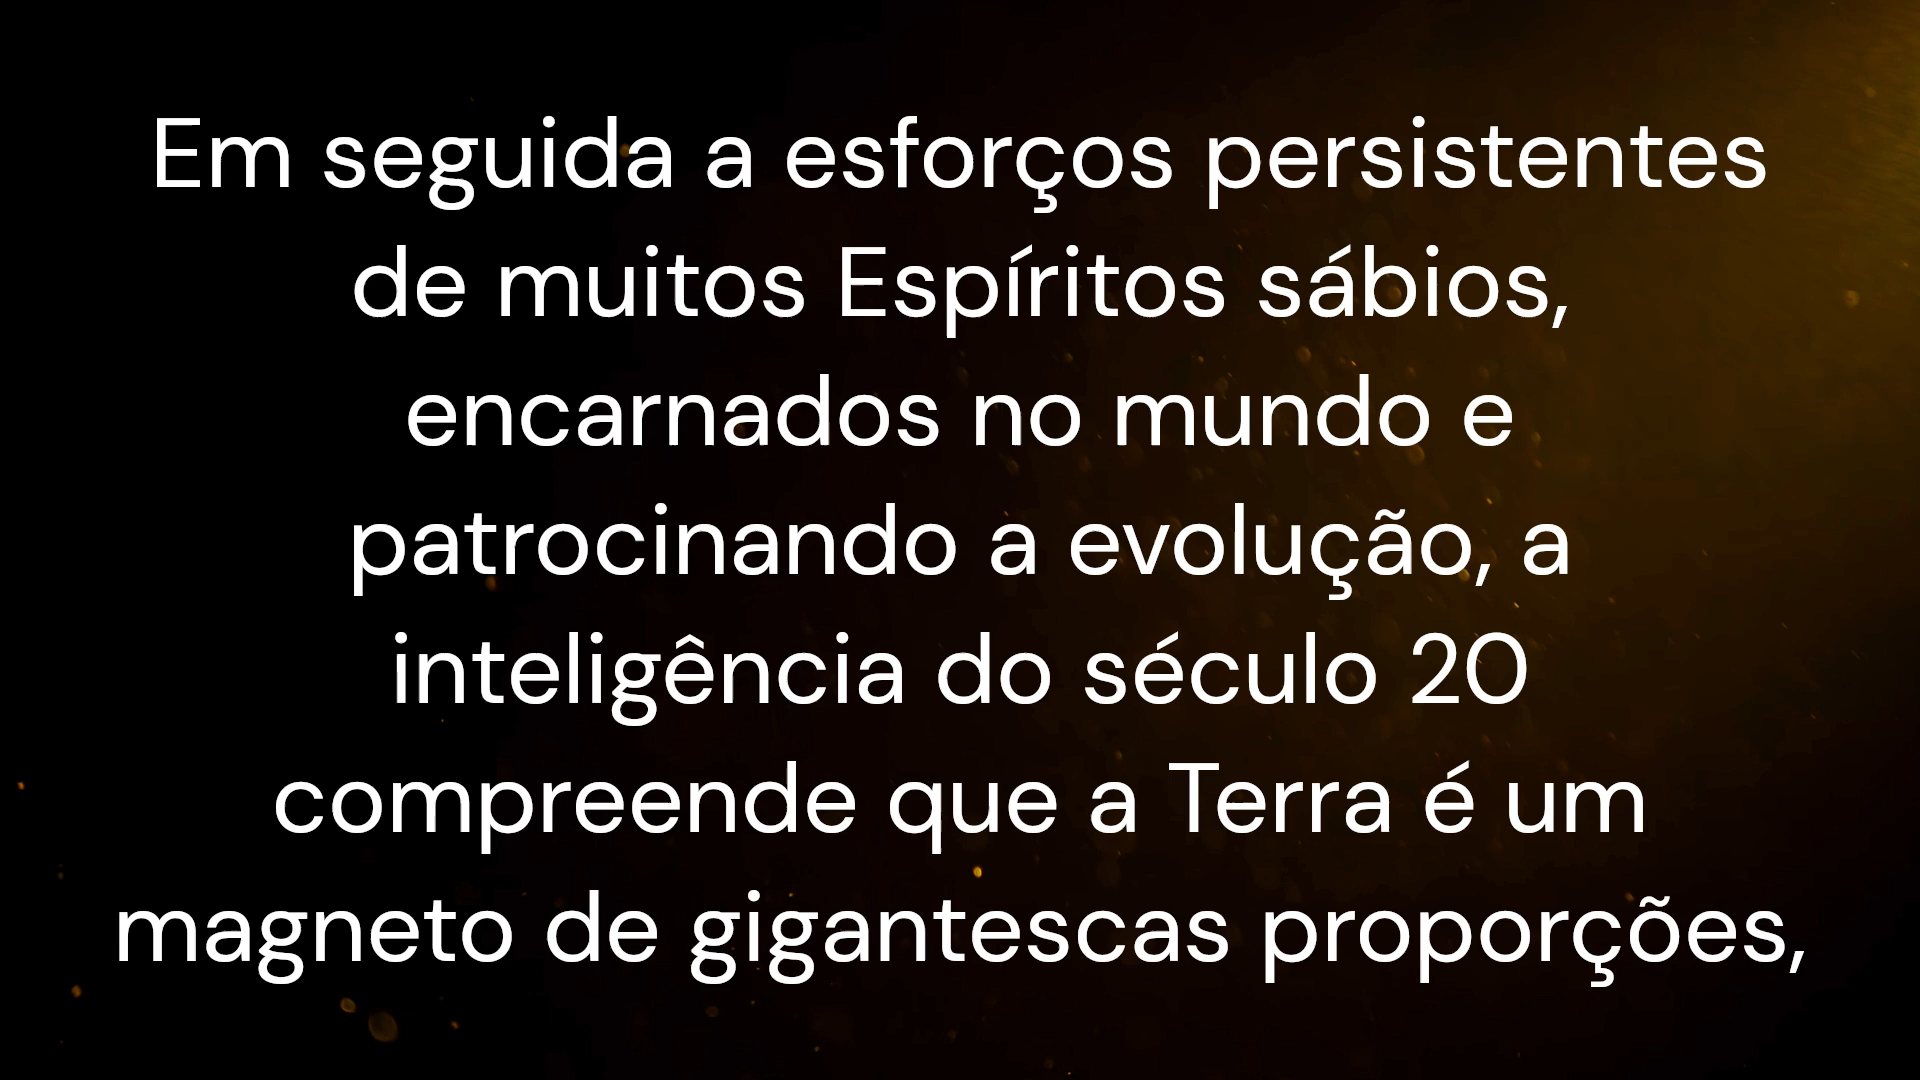 Em seguida a esforços persistentes
de muitos Espíritos sábios,
encarnados no mundo e
patrocinando a evolução, a
inteligência do século 20
compreende que a Terra é um
magneto de gigantescas proporções,